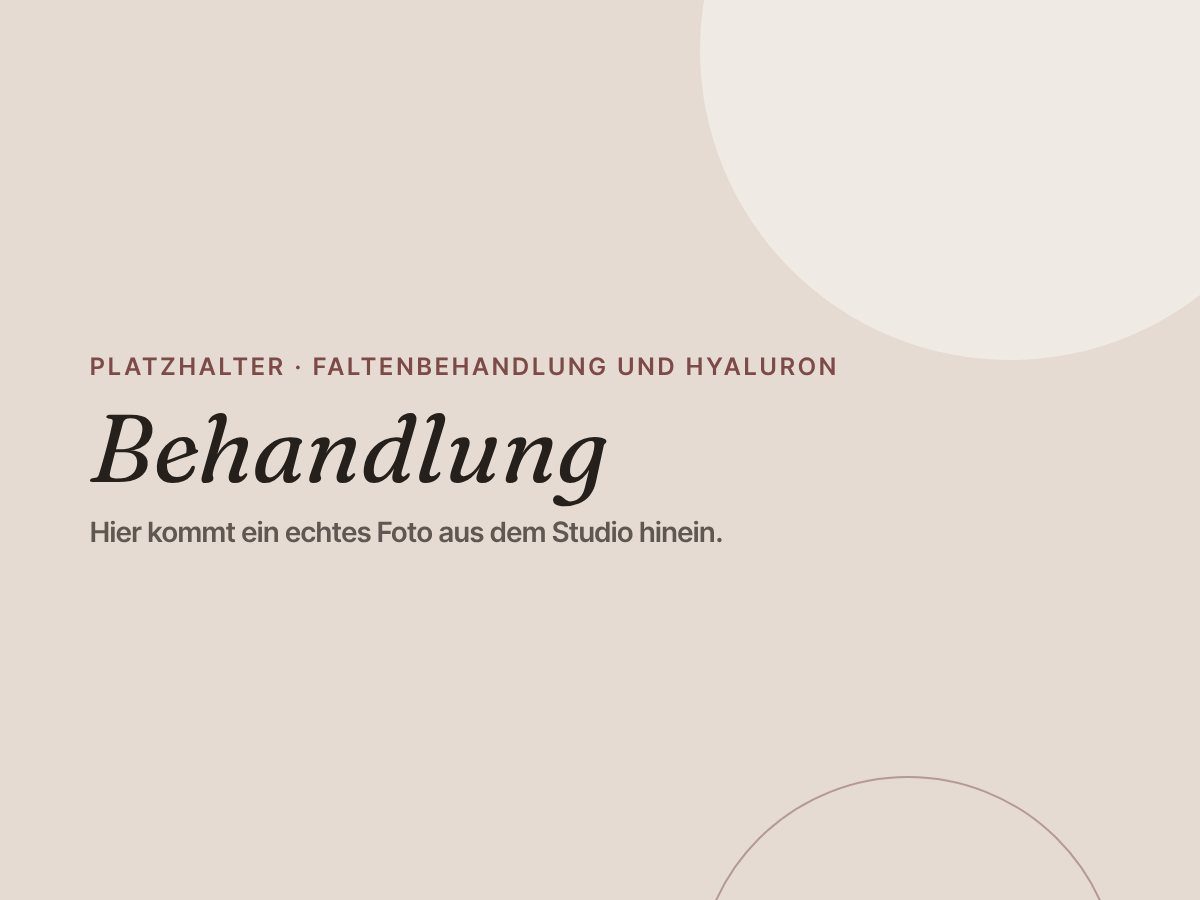 PLATZHALTER · FALTENBEHANDLUNG UND HYALURON
Behandlung
Hier kommt ein echtes Foto aus dem Studio hinein.